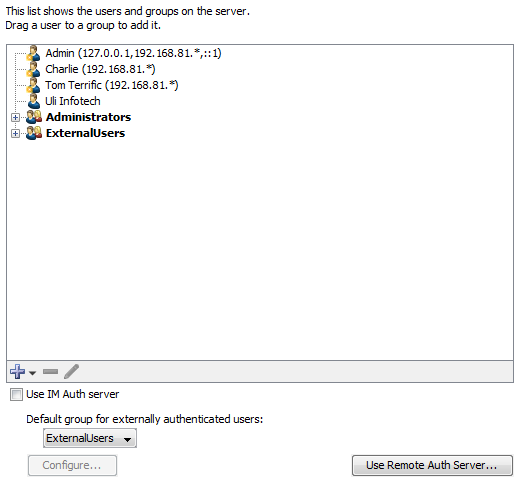 This list shows the users and groups on the server.
Drag a user to a group to add it.
Admin (127.0.0.1,192.168.81.*,::1)
Charlie (192.168.81.*)
Tom Terrific (192.168.81.*)
Uli Infotech
Administrators
ExternalUsers
Use IM Auth server
Default group for externally authenticated users:
ExternalUsers
Configure...
Use Remote Auth Server...